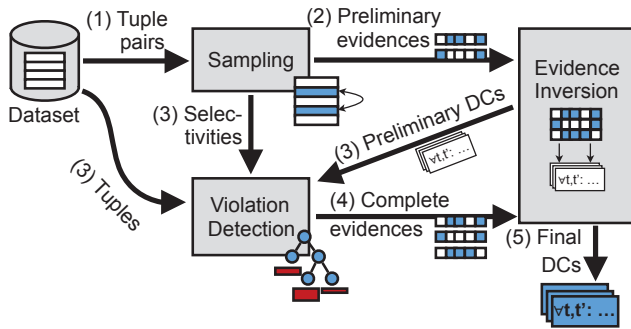 (1) Tuple
pairs
(2) Preliminary
evidences
Sampling
Evidence
Inversion
Dataset
(3) Selec-
tivities
(3) Preliminary DCs
∀t,t': ...
∀t,t': ...
(3) Tuples
Violation
Detection
(4) Complete
evidences
(5) Final
DCs
∀t,t': ...